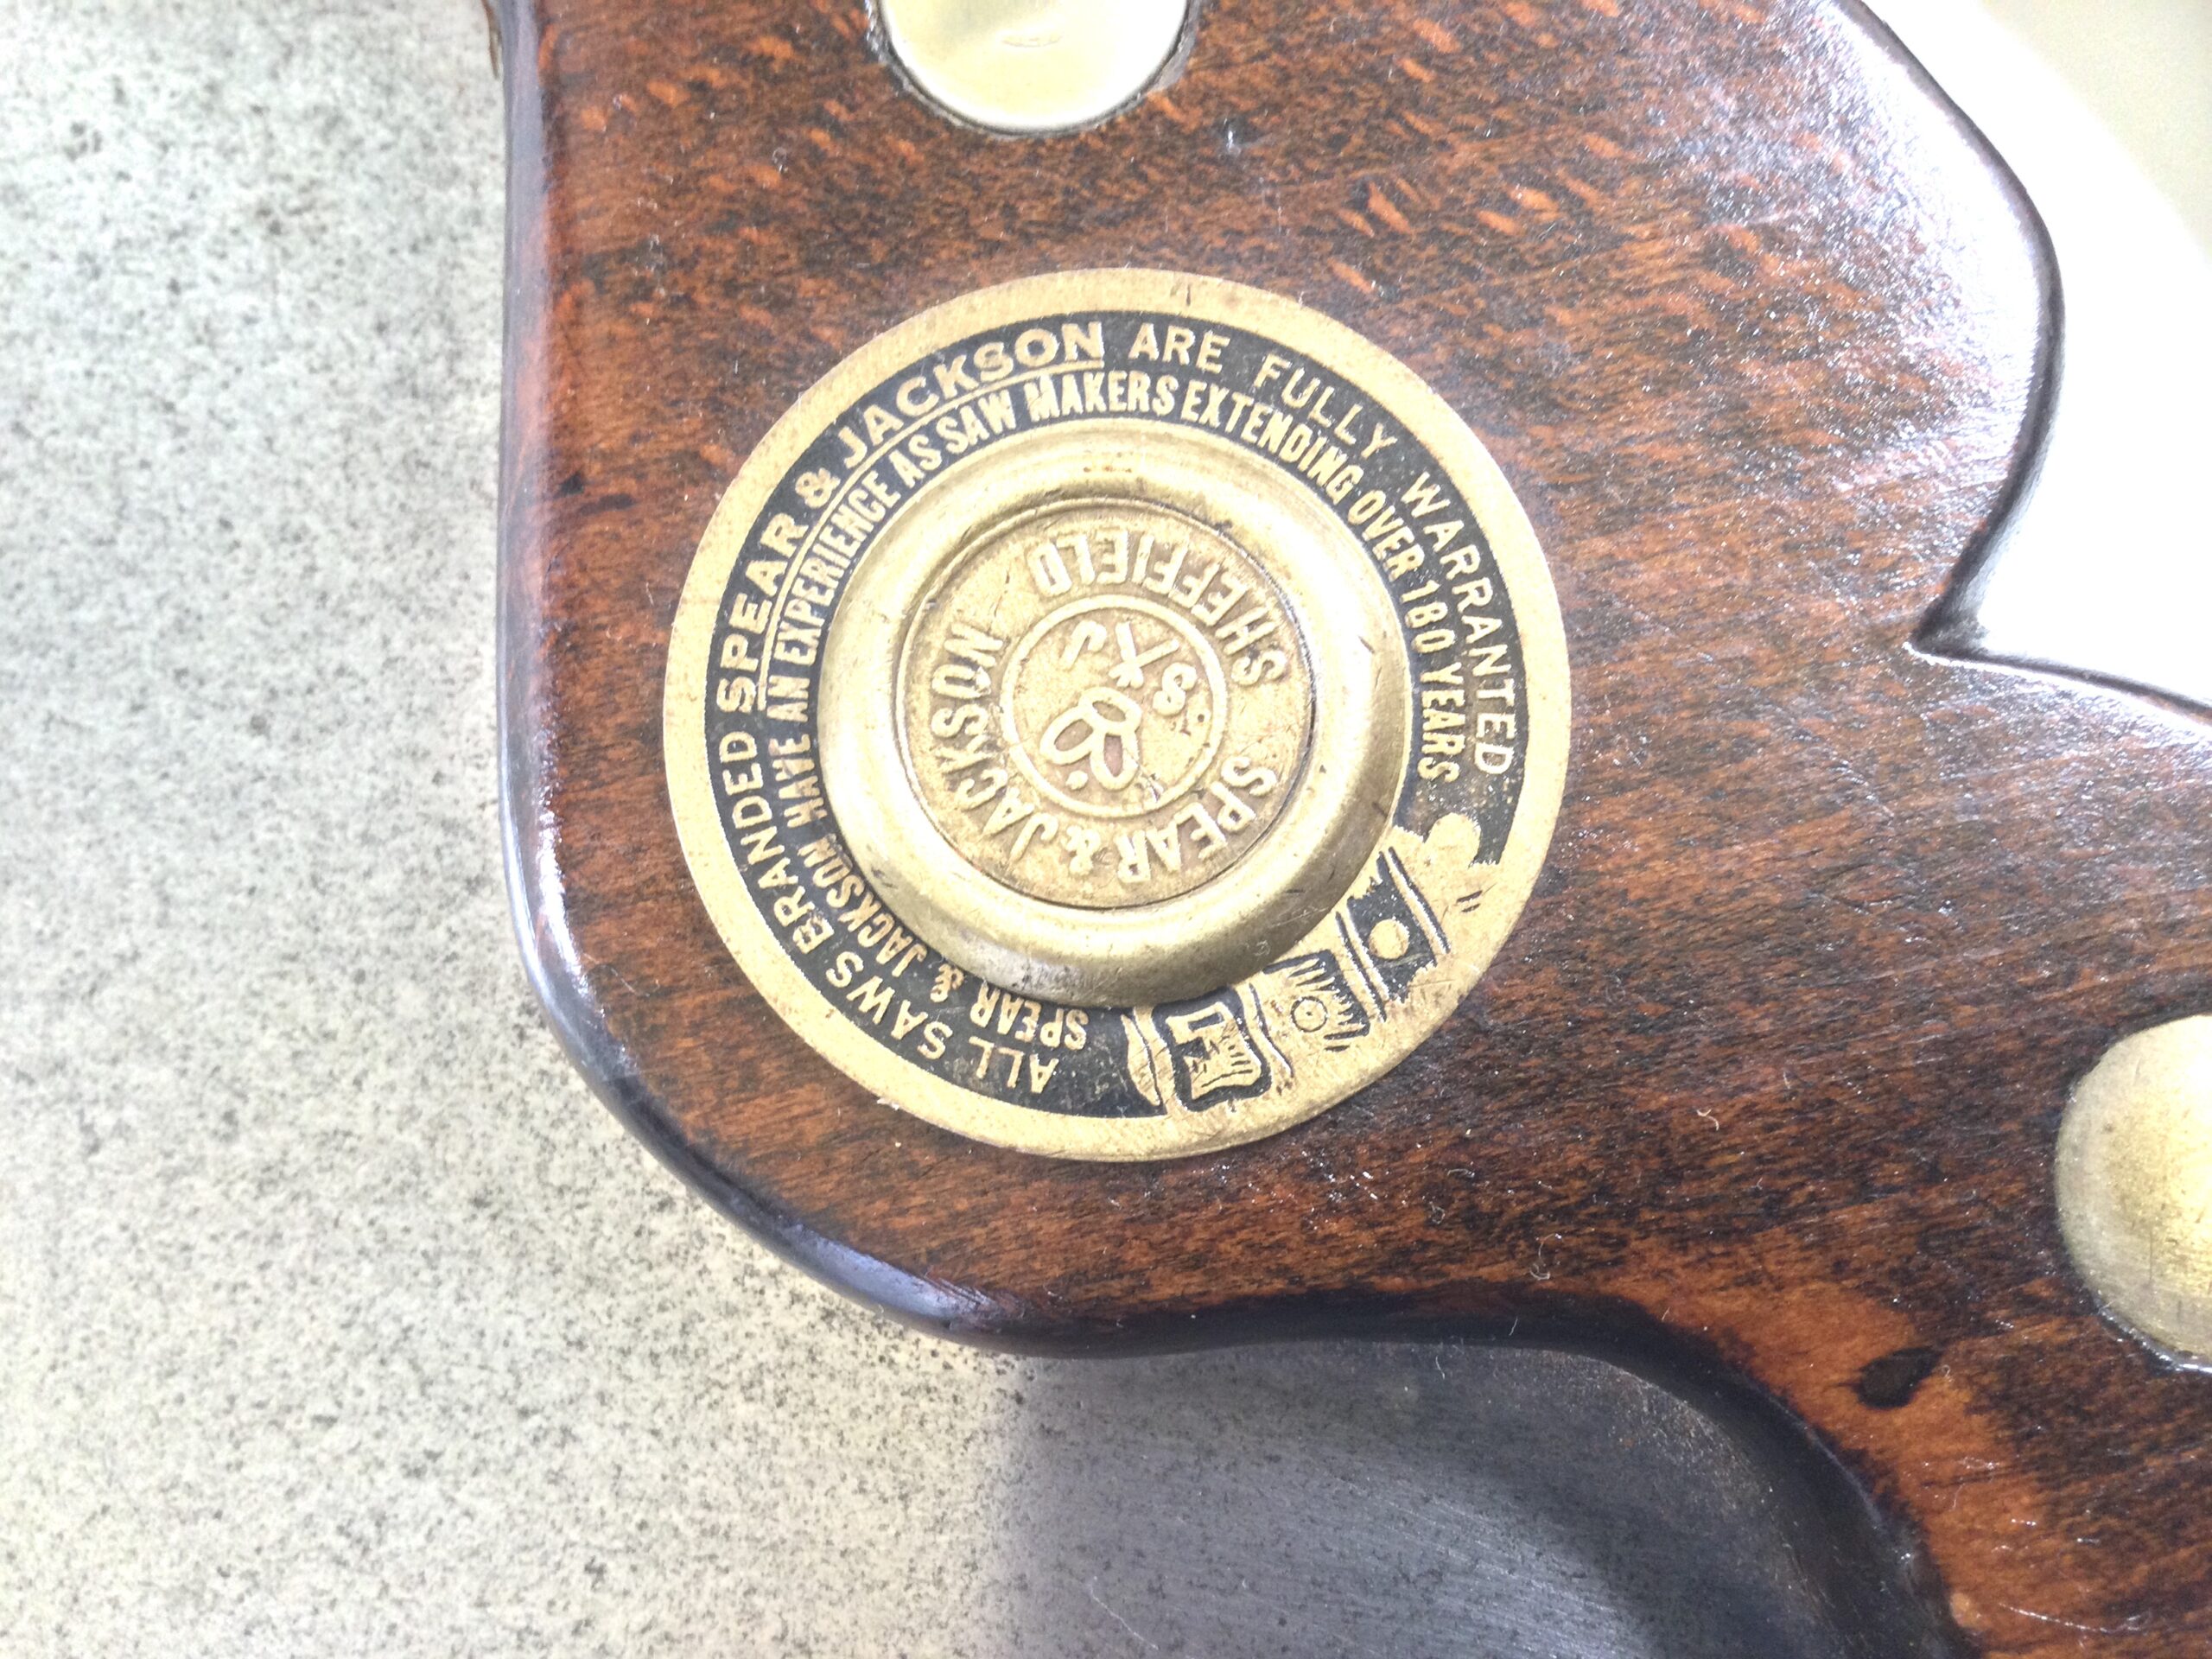 ALL SAWS BRANDED SPEAR & JACKSON ARE FULLY WARRANTED
SPEAR & JACKSON HAVE AN EXPERIENCE AS SAW MAKERS EXTENDING OVER 180 YEARS
SPEAR & JACKSON
SHEFFIELD
S & J